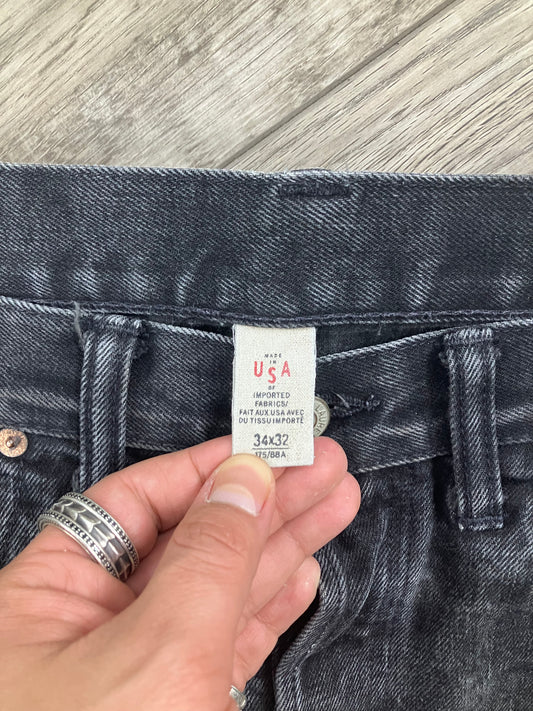 MADE
IN
USA
OF
IMPORTED
FABRICS/
FAIT AUX USA AVEC
DU TISSU IMPORTÉ
34X32
175/88A